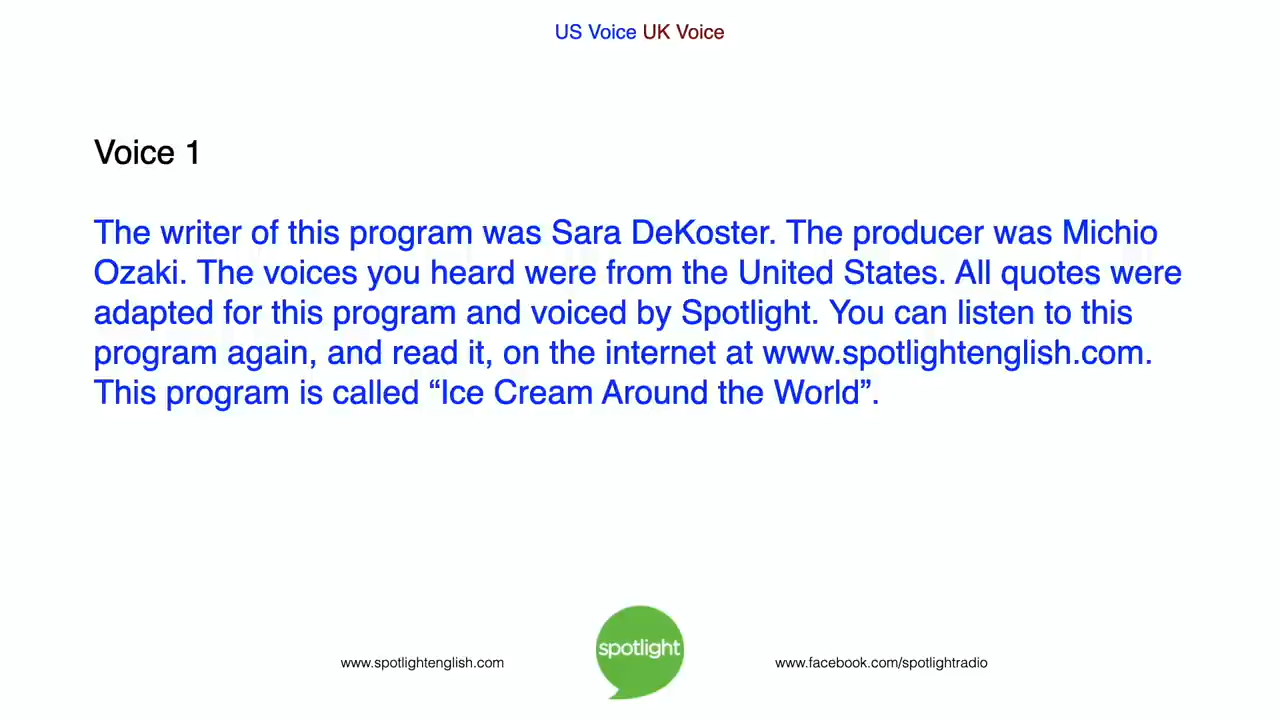 US Voice UK Voice
Voice 1
The writer of this program was Sara DeKoster. The producer was Michio
Ozaki. The voices you heard were from the United States. All quotes were
adapted for this program and voiced by Spotlight. You can listen to this
program again, and read it, on the internet at www.spotlightenglish.com.
This program is called “Ice Cream Around the World”.
www.spotlightenglish.com
spotlight
www.facebook.com/spotlightradio